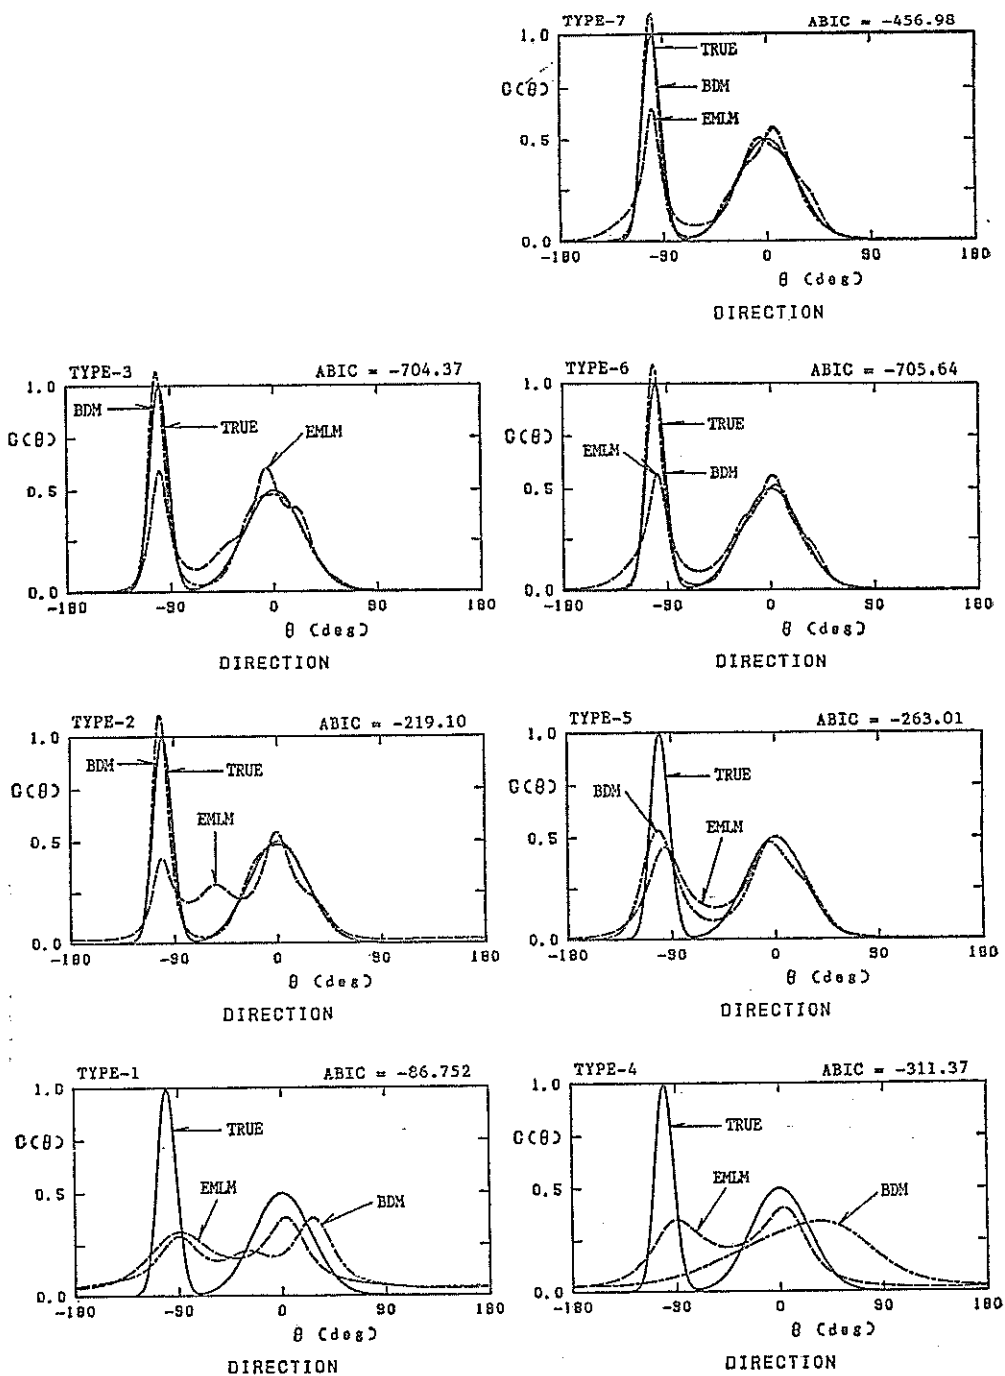 TYPE-7 ABIC = -456.98
1.0
TRUE
G(θ)
BDM
EMLM
0.5
0.0
-180 -90 0 90 180
θ (deg)
DIRECTION
TYPE-3 ABIC = -704.37
1.0
BDM
TRUE
G(θ)
EMLM
0.5
0.0
-180 -90 0 90 180
θ (deg)
DIRECTION
TYPE-6 ABIC = -705.64
1.0
TRUE
G(θ)
EMLM
BDM
0.5
0.0
-180 -90 0 90 180
θ (deg)
DIRECTION
TYPE-2 ABIC = -219.10
1.0
BDM
TRUE
G(θ)
EMLM
0.5
0.0
-180 -90 0 90 180
θ (deg)
DIRECTION
TYPE-5 ABIC = -263.01
1.0
TRUE
G(θ)
BDM
EMLM
0.5
0.0
-180 -90 0 90 180
θ (deg)
DIRECTION
TYPE-1 ABIC = -86.752
1.0
TRUE
G(θ)
EMLM
BDM
0.5
0.0
-180 -90 0 90 180
θ (deg)
DIRECTION
TYPE-4 ABIC = -311.37
1.0
TRUE
G(θ)
EMLM
BDM
0.5
0.0
-180 -90 0 90 180
θ (deg)
DIRECTION